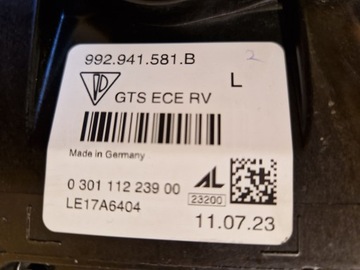 992.941.581.B
2
GTS ECE RV
L
Made in Germany
0 301 112 239 00
AL
23200
LE17A6404
11.07.23